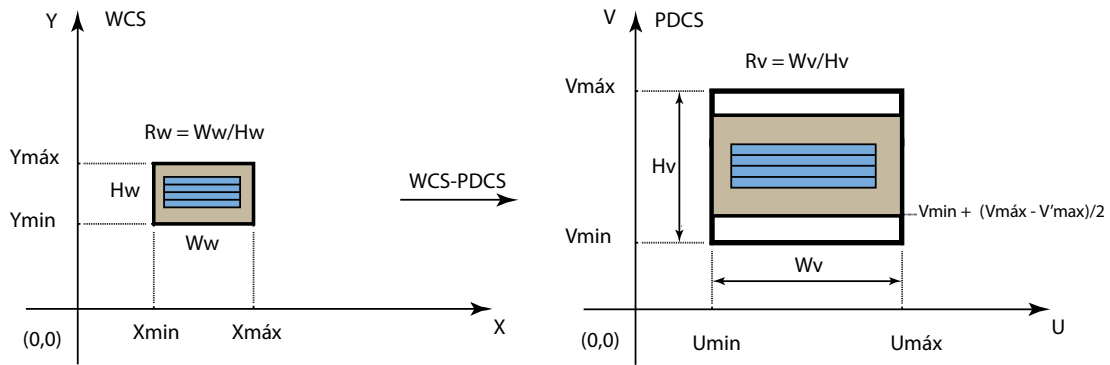 Y
WCS
Rw = Ww/Hw
Ymáx
Hw
Ymin
Ww
(0,0)
Xmin
Xmáx
X
WCS-PDCS
V
PDCS
Rv = Wv/Hv
Vmáx
Hv
Vmin + (Vmáx - V'max)/2
Vmin
Wv
(0,0)
Umin
Umáx
U